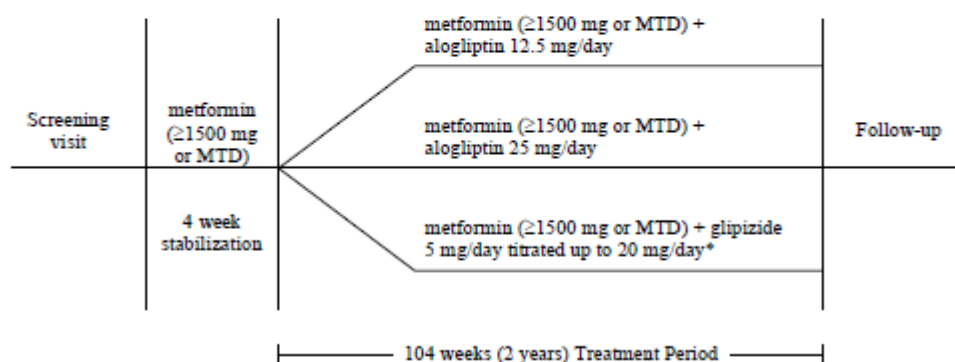 metformin (≥1500 mg or MTD) +
alogliptin 12.5 mg/day
Screening
visit
metformin
(≥1500 mg
or MTD)
metformin (≥1500 mg or MTD) +
alogliptin 25 mg/day
Follow-up
4 week
stabilization
metformin (≥1500 mg or MTD) + glipizide
5 mg/day titrated up to 20 mg/day*
104 weeks (2 years) Treatment Period